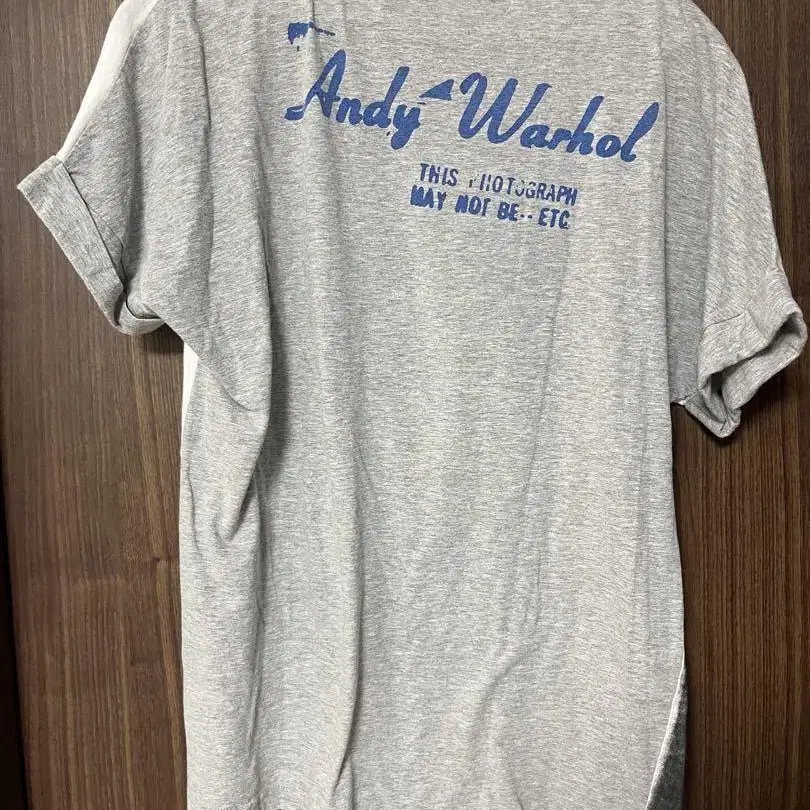 Andy Warhol
THIS PHOTOGRAPH
MAY NOT BE-- ETC